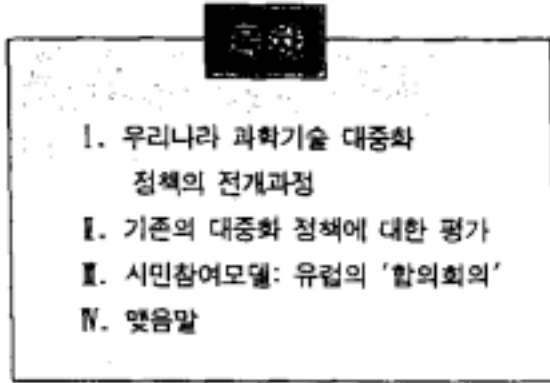 Ⅰ. 우리나라 과학기술 대중화
정책의 전개과정
Ⅱ. 기존의 대중화 정책에 대한 평가
Ⅲ. 시민참여모델: 유럽의 '합의회의'
Ⅳ. 맺음말